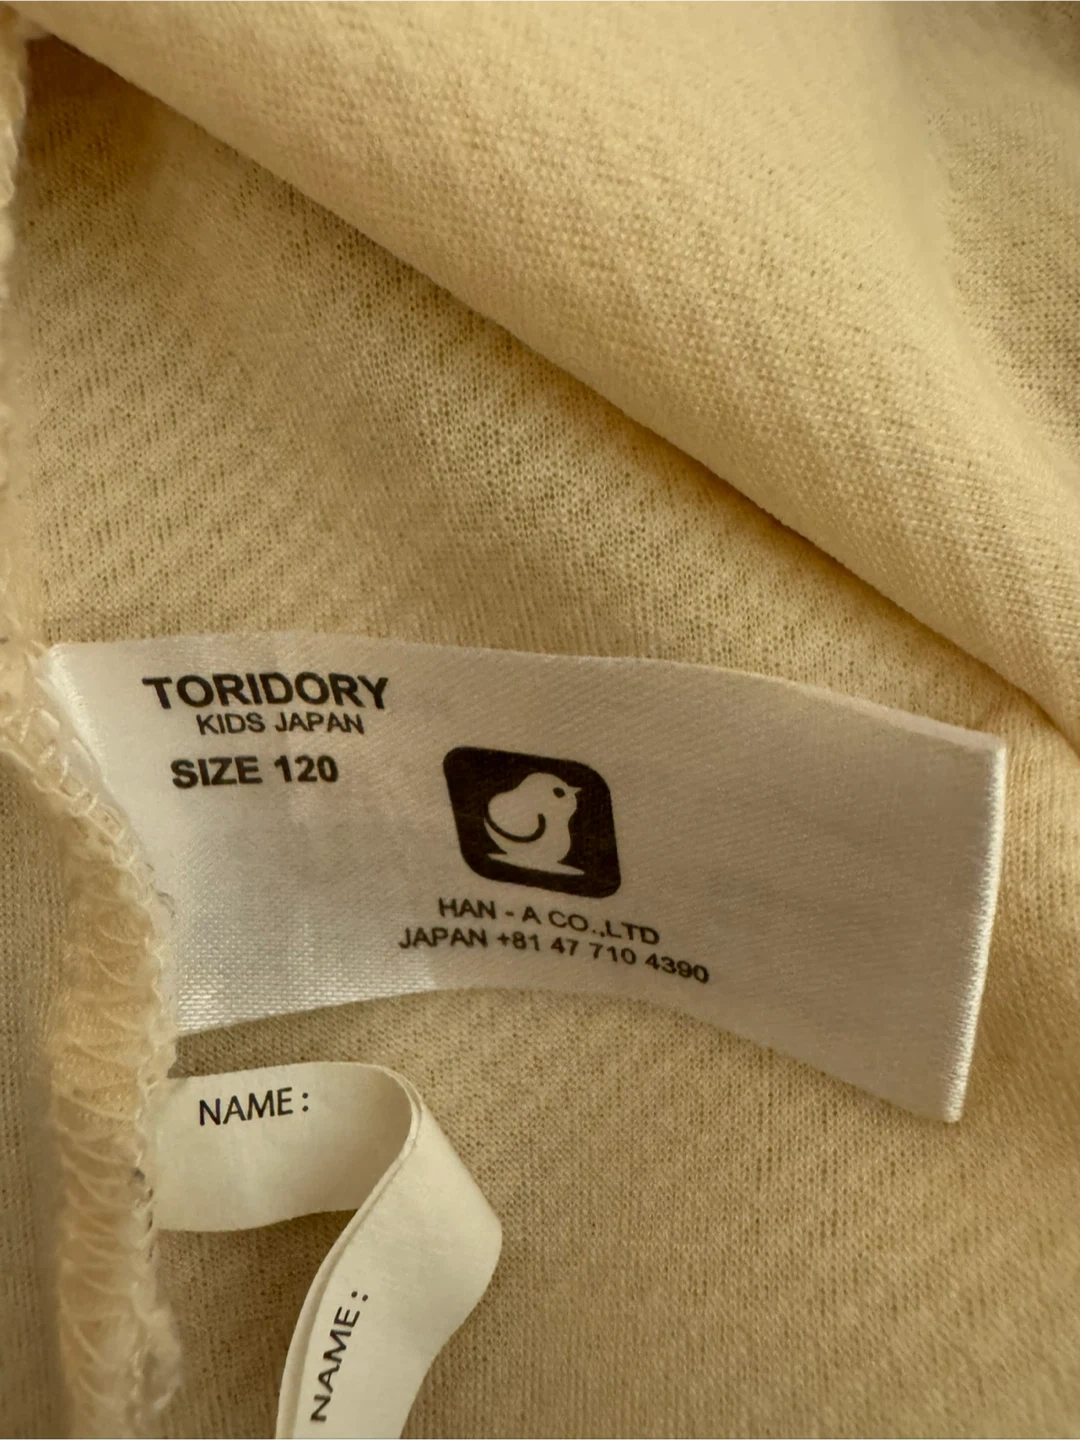 TORIDORY
KIDS JAPAN
SIZE 120
HAN - A CO.,LTD
JAPAN +81 47 710 4390
NAME :
NAME :